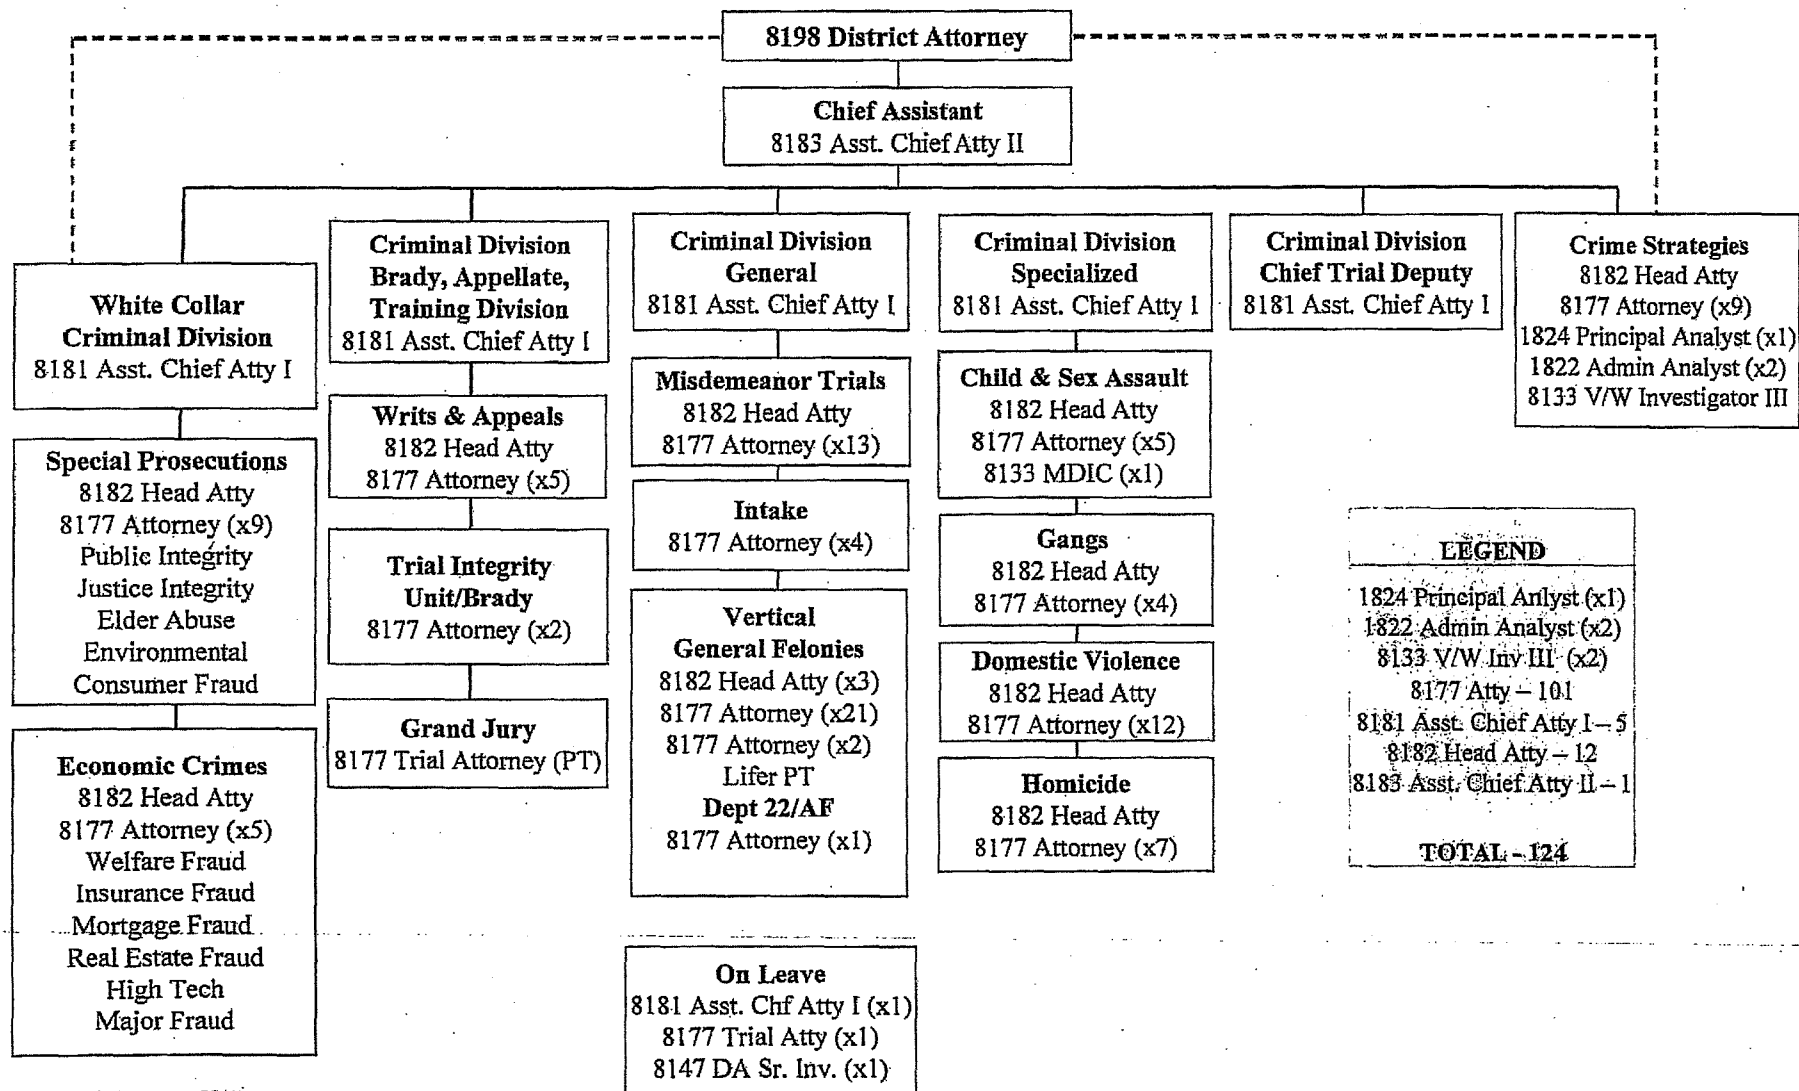 8198 District Attorney
Chief Assistant
8183 Asst. Chief Atty II
White Collar
Criminal Division
8181 Asst. Chief Atty I
Special Prosecutions
8182 Head Atty
8177 Attorney (x9)
Public Integrity
Justice Integrity
Elder Abuse
Environmental
Consumer Fraud
Economic Crimes
8182 Head Atty
8177 Attorney (x5)
Welfare Fraud
Insurance Fraud
Mortgage Fraud
Real Estate Fraud
High Tech
Major Fraud
Criminal Division
Brady, Appellate,
Training Division
8181 Asst. Chief Atty I
Writs & Appeals
8182 Head Atty
8177 Attorney (x5)
Trial Integrity
Unit/Brady
8177 Attorney (x2)
Grand Jury
8177 Trial Attorney (PT)
Criminal Division
General
8181 Asst. Chief Atty I
Misdemeanor Trials
8182 Head Atty
8177 Attorney (x13)
Intake
8177 Attorney (x4)
Vertical
General Felonies
8182 Head Atty (x3)
8177 Attorney (x21)
8177 Attorney (x2)
Lifer PT
Dept 22/AF
8177 Attorney (x1)
On Leave
8181 Asst. Chf Atty I (x1)
8177 Trial Atty (x1)
8147 DA Sr. Inv. (x1)
Criminal Division
Specialized
8181 Asst. Chief Atty I
Child & Sex Assault
8182 Head Atty
8177 Attorney (x5)
8133 MDIC (x1)
Gangs
8182 Head Atty
8177 Attorney (x4)
Domestic Violence
8182 Head Atty
8177 Attorney (x12)
Homicide
8182 Head Atty
8177 Attorney (x7)
Criminal Division
Chief Trial Deputy
8181 Asst. Chief Atty I
Crime Strategies
8182 Head Atty
8177 Attorney (x9)
1824 Principal Analyst (x1)
1822 Admin Analyst (x2)
8133 V/W Investigator III
LEGEND
1824 Principal Anlyst (x1)
1822 Admin Analyst (x2)
8133 V/W Inv III (x2)
8177 Atty – 101
8181 Asst. Chief Atty I – 5
8182 Head Atty – 12
8183 Asst. Chief Atty II – 1
TOTAL - 124